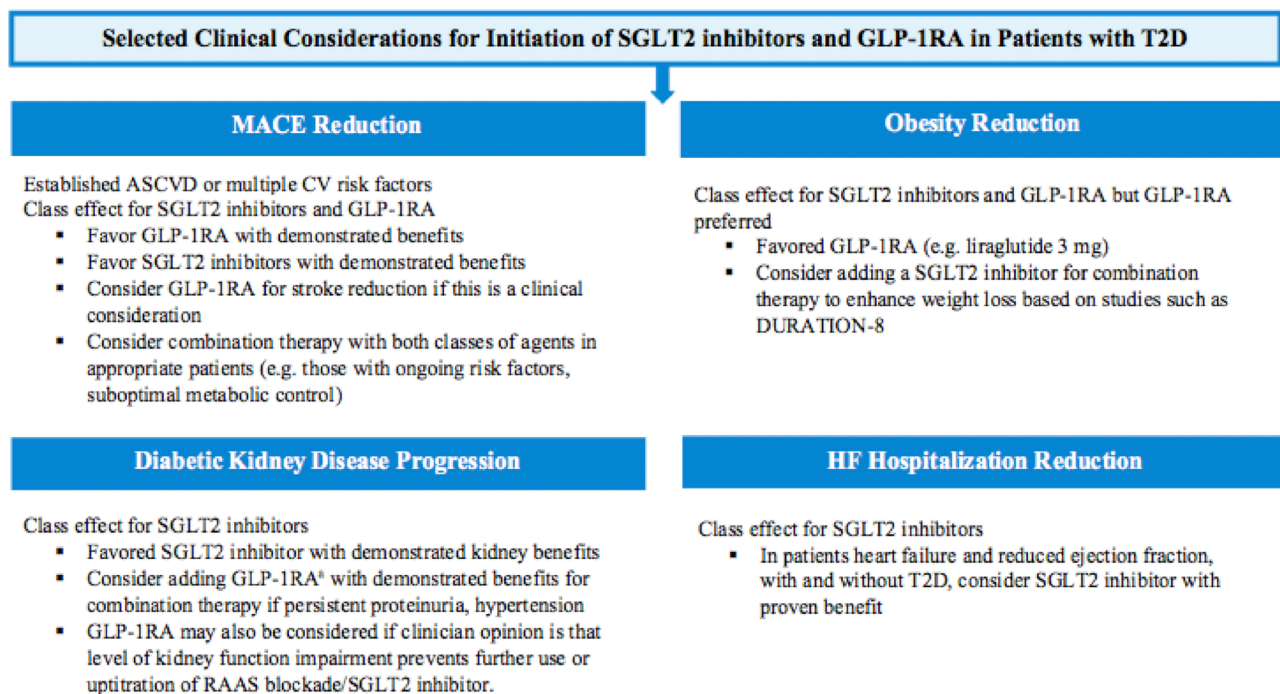 Selected Clinical Considerations for Initiation of SGLT2 inhibitors and GLP-1RA in Patients with T2D
MACE Reduction
Established ASCVD or multiple CV risk factors
Class effect for SGLT2 inhibitors and GLP-1RA
▪ Favor GLP-1RA with demonstrated benefits
▪ Favor SGLT2 inhibitors with demonstrated benefits
▪ Consider GLP-1RA for stroke reduction if this is a clinical
consideration
▪ Consider combination therapy with both classes of agents in
appropriate patients (e.g. those with ongoing risk factors,
suboptimal metabolic control)
Obesity Reduction
Class effect for SGLT2 inhibitors and GLP-1RA but GLP-1RA
preferred
▪ Favored GLP-1RA (e.g. liraglutide 3 mg)
▪ Consider adding a SGLT2 inhibitor for combination
therapy to enhance weight loss based on studies such as
DURATION-8
Diabetic Kidney Disease Progression
Class effect for SGLT2 inhibitors
▪ Favored SGLT2 inhibitor with demonstrated kidney benefits
▪ Consider adding GLP-1RA with demonstrated benefits for
combination therapy if persistent proteinuria, hypertension
▪ GLP-1RA may also be considered if clinician opinion is that
level of kidney function impairment prevents further use or
uptitration of RAAS blockade/SGLT2 inhibitor.
HF Hospitalization Reduction
Class effect for SGLT2 inhibitors
▪ In patients heart failure and reduced ejection fraction,
with and without T2D, consider SGLT2 inhibitor with
proven benefit